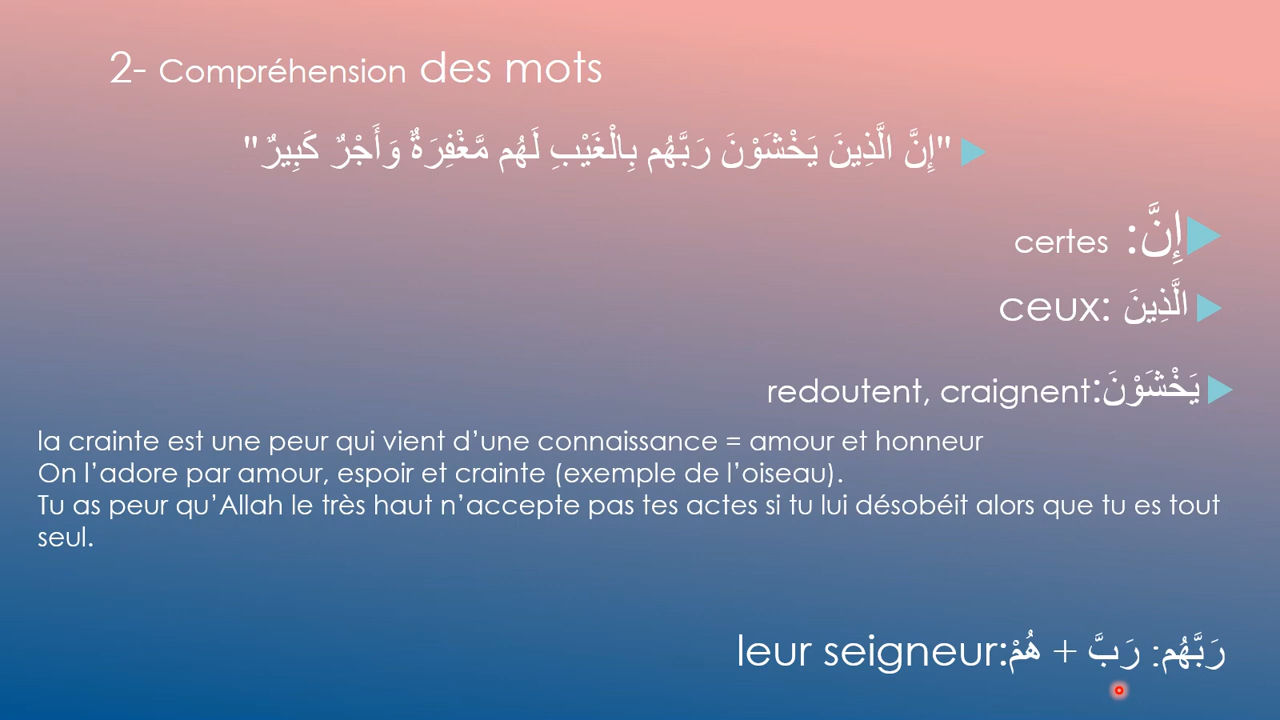 2- Compréhension des mots
"إِنَّ الَّذِينَ يَخْشَوْنَ رَبَّهُم بِالْغَيْبِ لَهُم مَّغْفِرَةٌ وَأَجْرٌ كَبِيرٌ"
إِنَّ: certes
الَّذِينَ :ceux
يَخْشَوْنَ:redoutent, craignent
la crainte est une peur qui vient d’une connaissance = amour et honneur
On l’adore par amour, espoir et crainte (exemple de l’oiseau).
Tu as peur qu’Allah le très haut n’accepte pas tes actes si tu lui désobéit alors que tu es tout
seul.
رَبَّهُم: رَبَّ + هُمْ:leur seigneur